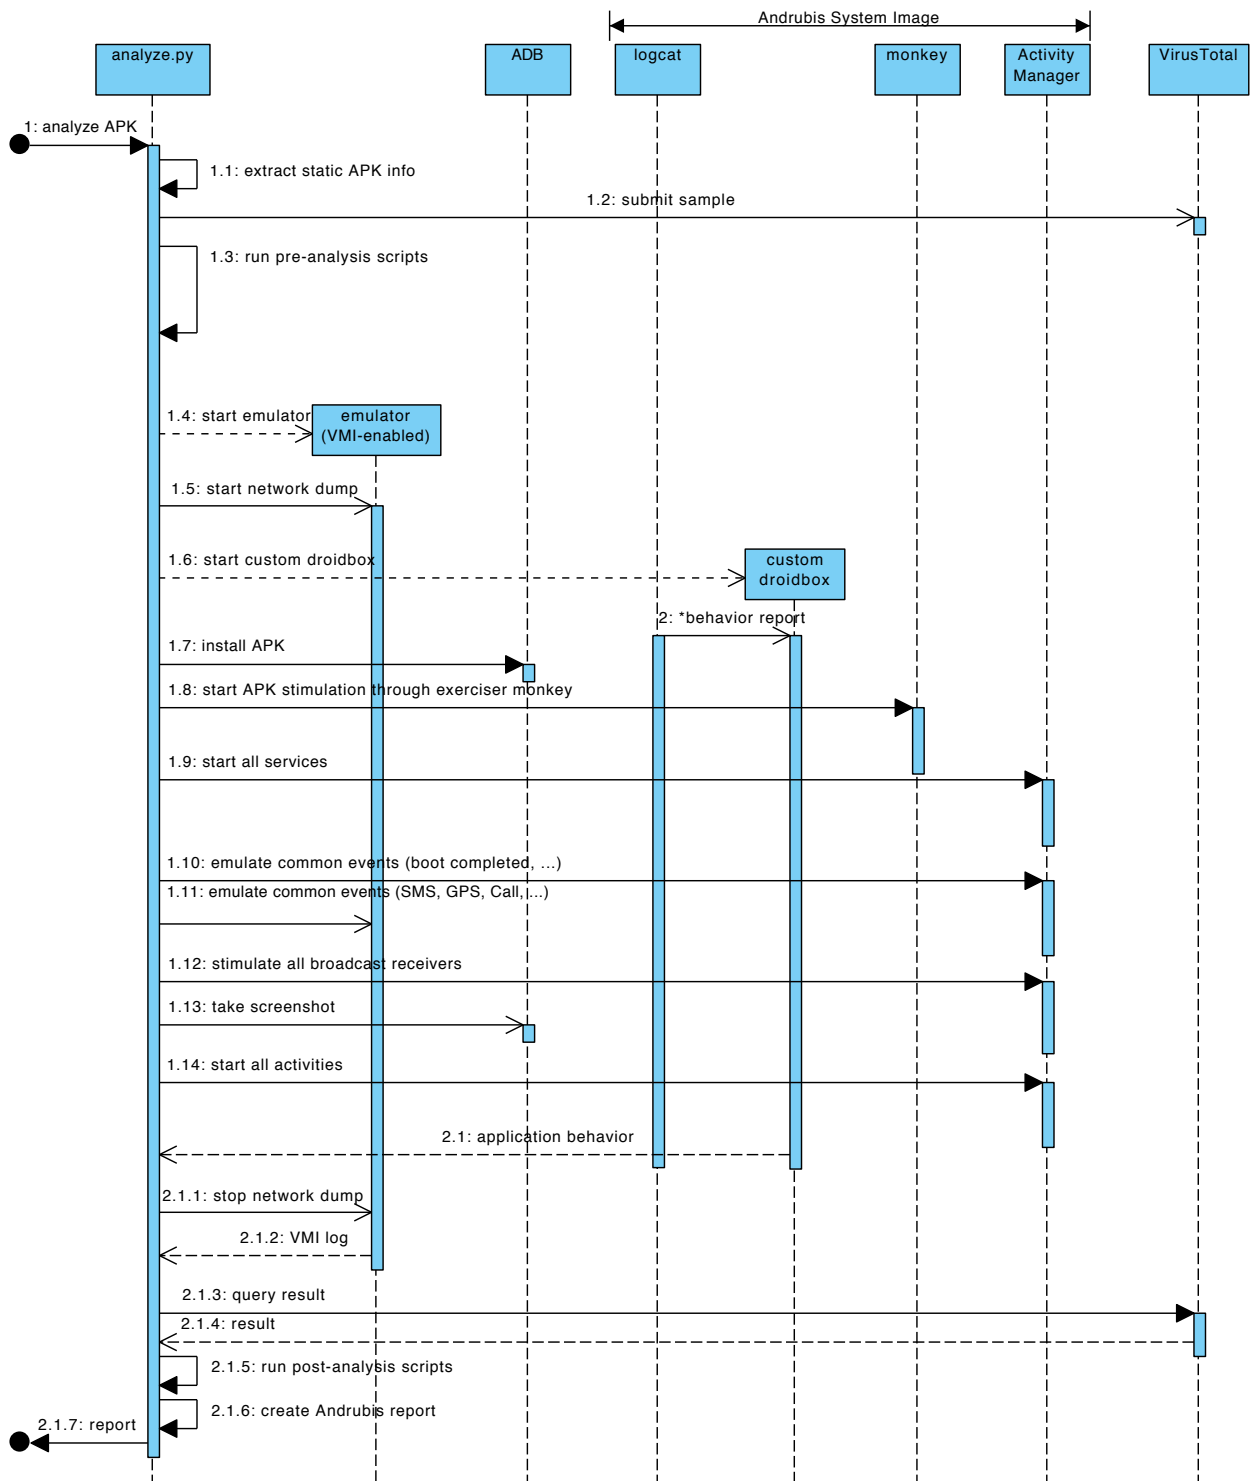 Andrubis System Image
analyze.py
ADB
logcat
monkey
Activity
Manager
VirusTotal
1: analyze APK
1.1: extract static APK info
1.2: submit sample
1.3: run pre-analysis scripts
1.4: start emulator
emulator
(VMI-enabled)
1.5: start network dump
1.6: start custom droidbox
custom
droidbox
2: *behavior report
1.7: install APK
1.8: start APK stimulation through exerciser monkey
1.9: start all services
1.10: emulate common events (boot completed, ...)
1.11: emulate common events (SMS, GPS, Call, ...)
1.12: stimulate all broadcast receivers
1.13: take screenshot
1.14: start all activities
2.1: application behavior
2.1.1: stop network dump
2.1.2: VMI log
2.1.3: query result
2.1.4: result
2.1.5: run post-analysis scripts
2.1.6: create Andrubis report
2.1.7: report